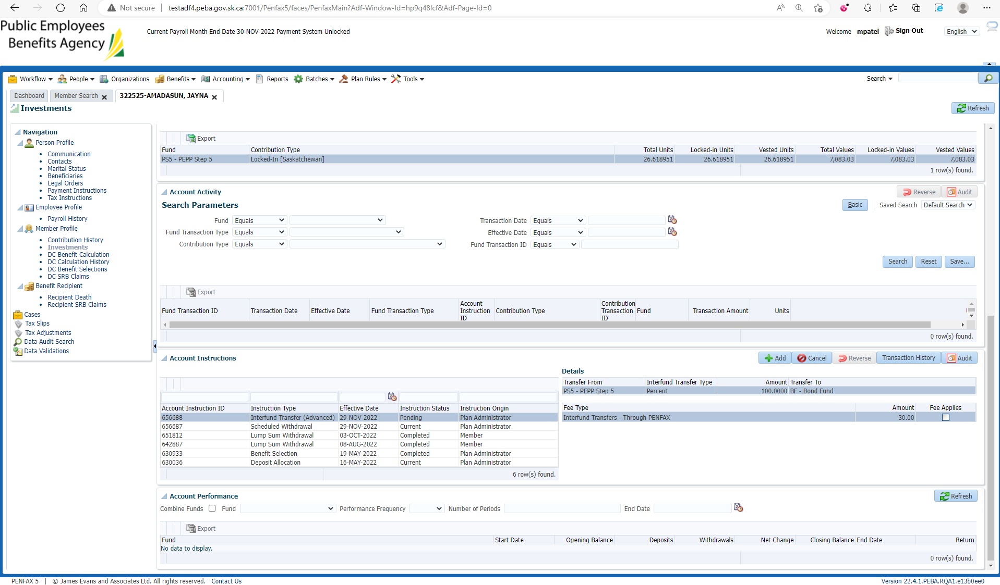 Not secure | testadf4.peba.gov.sk.ca:7001/Penfax5/faces/PenfaxMain?Adf-Window-Id=hp9q48lcf&Adf-Page-Id=0
Public Employees
Benefits Agency
Current Payroll Month End Date 30-NOV-2022 Payment System Unlocked
Welcome mpatel Sign Out English
Workflow People Organizations Benefits Accounting Reports Batches Plan Rules Tools Search
Dashboard Member Search 322525-AMADASUN, JAYNA
Investments Refresh
Navigation
Person Profile
Communication
Contacts
Marital Status
Beneficiaries
Legal Orders
Payment Instructions
Tax Instructions
Employee Profile
Payroll History
Member Profile
Contribution History
Investments
DC Benefit Calculation
DC Calculation History
DC Benefit Selections
DC SRB Claims
Benefit Recipient
Recipient Death
Recipient SRB Claims
Cases
Tax Slips
Tax Adjustments
Data Audit Search
Data Validations
Export
Fund Contribution Type Total Units Locked-in Units Vested Units Total Values Locked-in Values Vested Values
PS5 - PEPP Step 5 Locked-In [Saskatchewan] 26.618951 26.618951 26.618951 7,083.03 7,083.03 7,083.03
1 row(s) found.
Account Activity Reverse Audit
Search Parameters Basic Saved Search Default Search
Fund Equals Transaction Date Equals
Fund Transaction Type Equals Effective Date Equals
Contribution Type Equals Fund Transaction ID Equals
Search Reset Save...
Export
Fund Transaction ID Transaction Date Effective Date Fund Transaction Type Account Instruction ID Contribution Type Contribution Transaction ID Fund Transaction Amount Units
0 row(s) found.
Account Instructions Add Cancel Reverse Transaction History Audit
Details
Transfer From Interfund Transfer Type Amount Transfer To
PS5 - PEPP Step 5 Percent 100.0000 BF - Bond Fund
Fee Type Amount Fee Applies
Interfund Transfers - Through PENFAX 30.00
Account Instruction ID Instruction Type Effective Date Instruction Status Instruction Origin
656688 Interfund Transfer (Advanced) 29-NOV-2022 Pending Plan Administrator
656687 Scheduled Withdrawal 29-NOV-2022 Current Plan Administrator
651812 Lump Sum Withdrawal 03-OCT-2022 Completed Member
642887 Lump Sum Withdrawal 08-AUG-2022 Completed Member
630933 Benefit Selection 19-MAY-2022 Completed Plan Administrator
630036 Deposit Allocation 16-MAY-2022 Current Plan Administrator
6 row(s) found.
Account Performance Refresh
Combine Funds Fund Performance Frequency Number of Periods End Date
Export
Fund Start Date Opening Balance Deposits Withdrawals Net Change Closing Balance End Date Return
No data to display.
0 row(s) found.
PENFAX 5 | © James Evans and Associates Ltd. All rights reserved. Contact Us Version 22.4.1.PEBA.RQA1.e13b0ee0